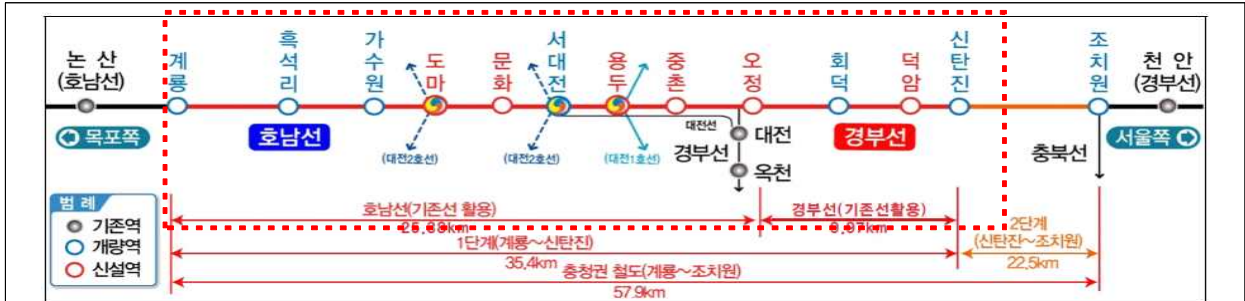 논 산
(호남선)
계룡
흑석리
가수원
도마
문화
서대전
용두
중촌
오정
회덕
덕암
신탄진
조치원
천 안
(경부선)
목포쪽
호남선
(대전2호선)
(대전2호선)
(대전1호선)
대전선
대전
경부선
옥천
경부선
충북선
서울쪽
범 례
기존역
개량역
신설역
호남선(기존선 활용)
경부선(기존선활용)
1단계(계룡~신탄진)
35.4km
2단계
(신탄진~조치원)
22.5km
충청권 철도(계룡~조치원)
57.9km